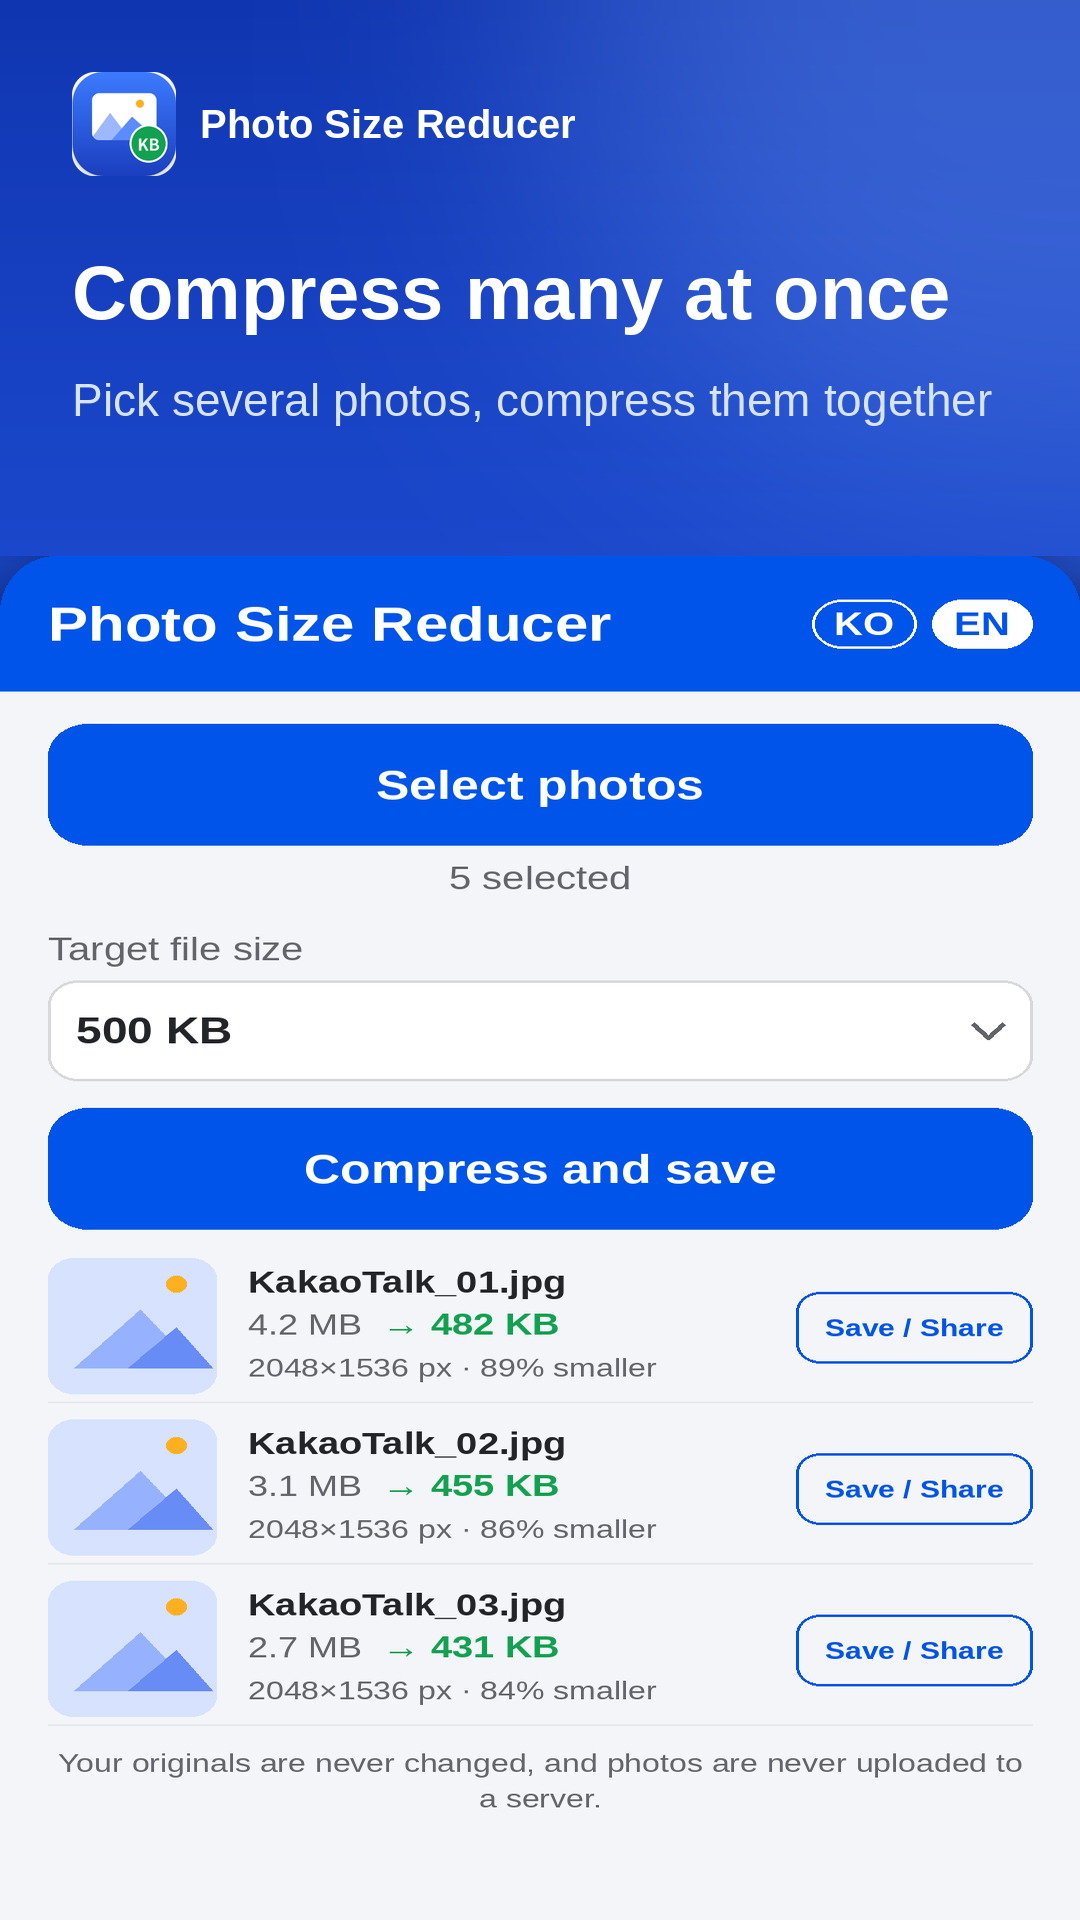 KB
Photo Size Reducer
Compress many at once
Pick several photos, compress them together
Photo Size Reducer
KO
EN
Select photos
5 selected
Target file size
500 KB
Compress and save
KakaoTalk_01.jpg
4.2 MB → 482 KB
2048×1536 px · 89% smaller
Save / Share
KakaoTalk_02.jpg
3.1 MB → 455 KB
2048×1536 px · 86% smaller
Save / Share
KakaoTalk_03.jpg
2.7 MB → 431 KB
2048×1536 px · 84% smaller
Save / Share
Your originals are never changed, and photos are never uploaded to
a server.